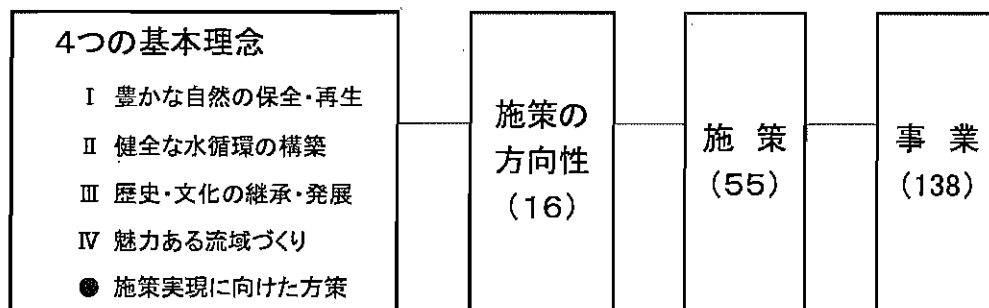 4つの基本理念
Ⅰ 豊かな自然の保全・再生
Ⅱ 健全な水循環の構築
Ⅲ 歴史・文化の継承・発展
Ⅳ 魅力ある流域づくり
● 施策実現に向けた方策
施策の
方向性
(16)
施 策
(55)
事 業
(138)